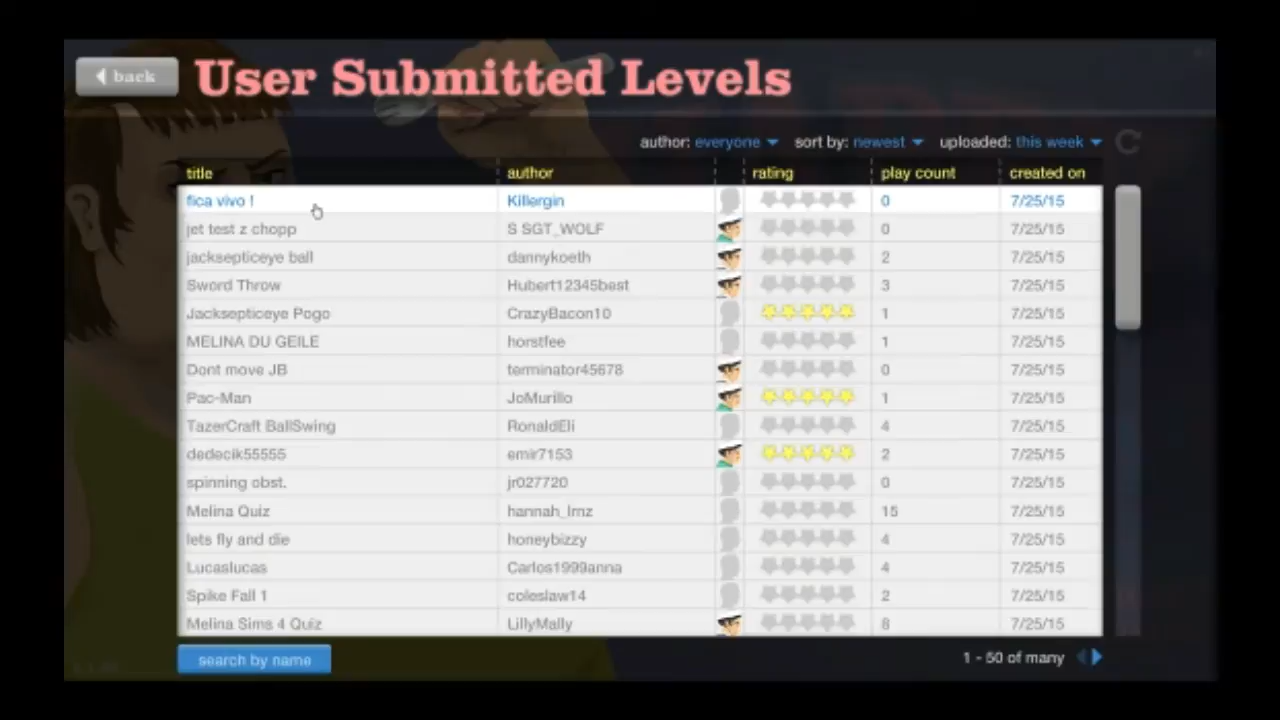 back
User Submitted Levels
author: everyone sort by: newest uploaded: this week
title author rating play count created on
fica vivo ! Killergin 0 7/25/15
jet test z chopp S SGT_WOLF 0 7/25/15
jacksepticeye ball dannykoeth 2 7/25/15
Sword Throw Hubert12345best 3 7/25/15
Jacksepticeye Pogo CrazyBacon10 1 7/25/15
MELINA DU GEILE horstfee 1 7/25/15
Dont move JB terminator45678 0 7/25/15
Pac-Man JoMurillo 1 7/25/15
TazerCraft BallSwing RonaldEli 4 7/25/15
dedecik55555 emir7153 2 7/25/15
spinning obst. jr027720 0 7/25/15
Melina Quiz hannah_lrnz 15 7/25/15
lets fly and die honeybizzy 4 7/25/15
Lucaslucas Carlos1999anna 4 7/25/15
Spike Fall 1 coleslaw14 2 7/25/15
Melina Sims 4 Quiz LillyMally 8 7/25/15
search by name 1 - 50 of many